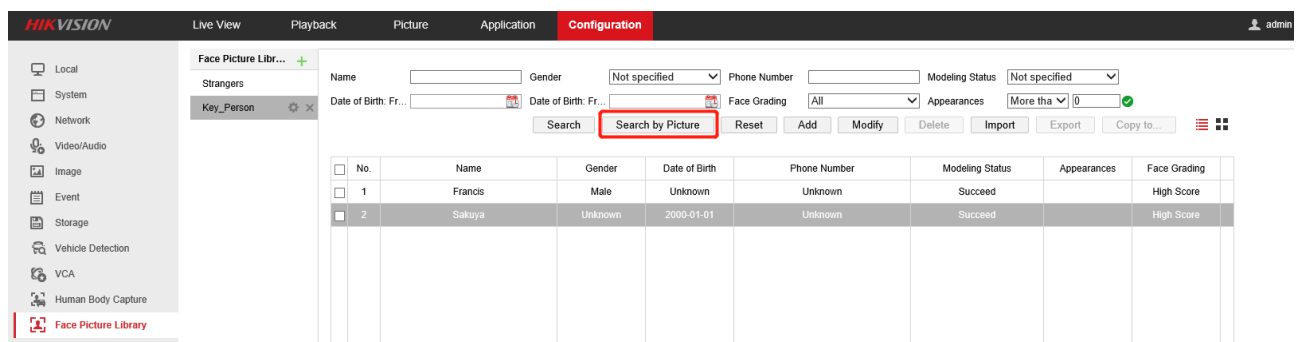 HIKVISION Live View Playback Picture Application Configuration admin
Local
System
Network
Video/Audio
Image
Event
Storage
Vehicle Detection
VCA
Human Body Capture
Face Picture Library
Face Picture Libr... +
Strangers
Key_Person
Name Gender Not specified Phone Number Modeling Status Not specified
Date of Birth: Fr... Date of Birth: Fr... Face Grading All Appearances More tha 0
Search Search by Picture Reset Add Modify Delete Import Export Copy to...
No. Name Gender Date of Birth Phone Number Modeling Status Appearances Face Grading
1 Francis Male Unknown Unknown Succeed High Score
2 Sakuya Unknown 2000-01-01 Unknown Succeed High Score